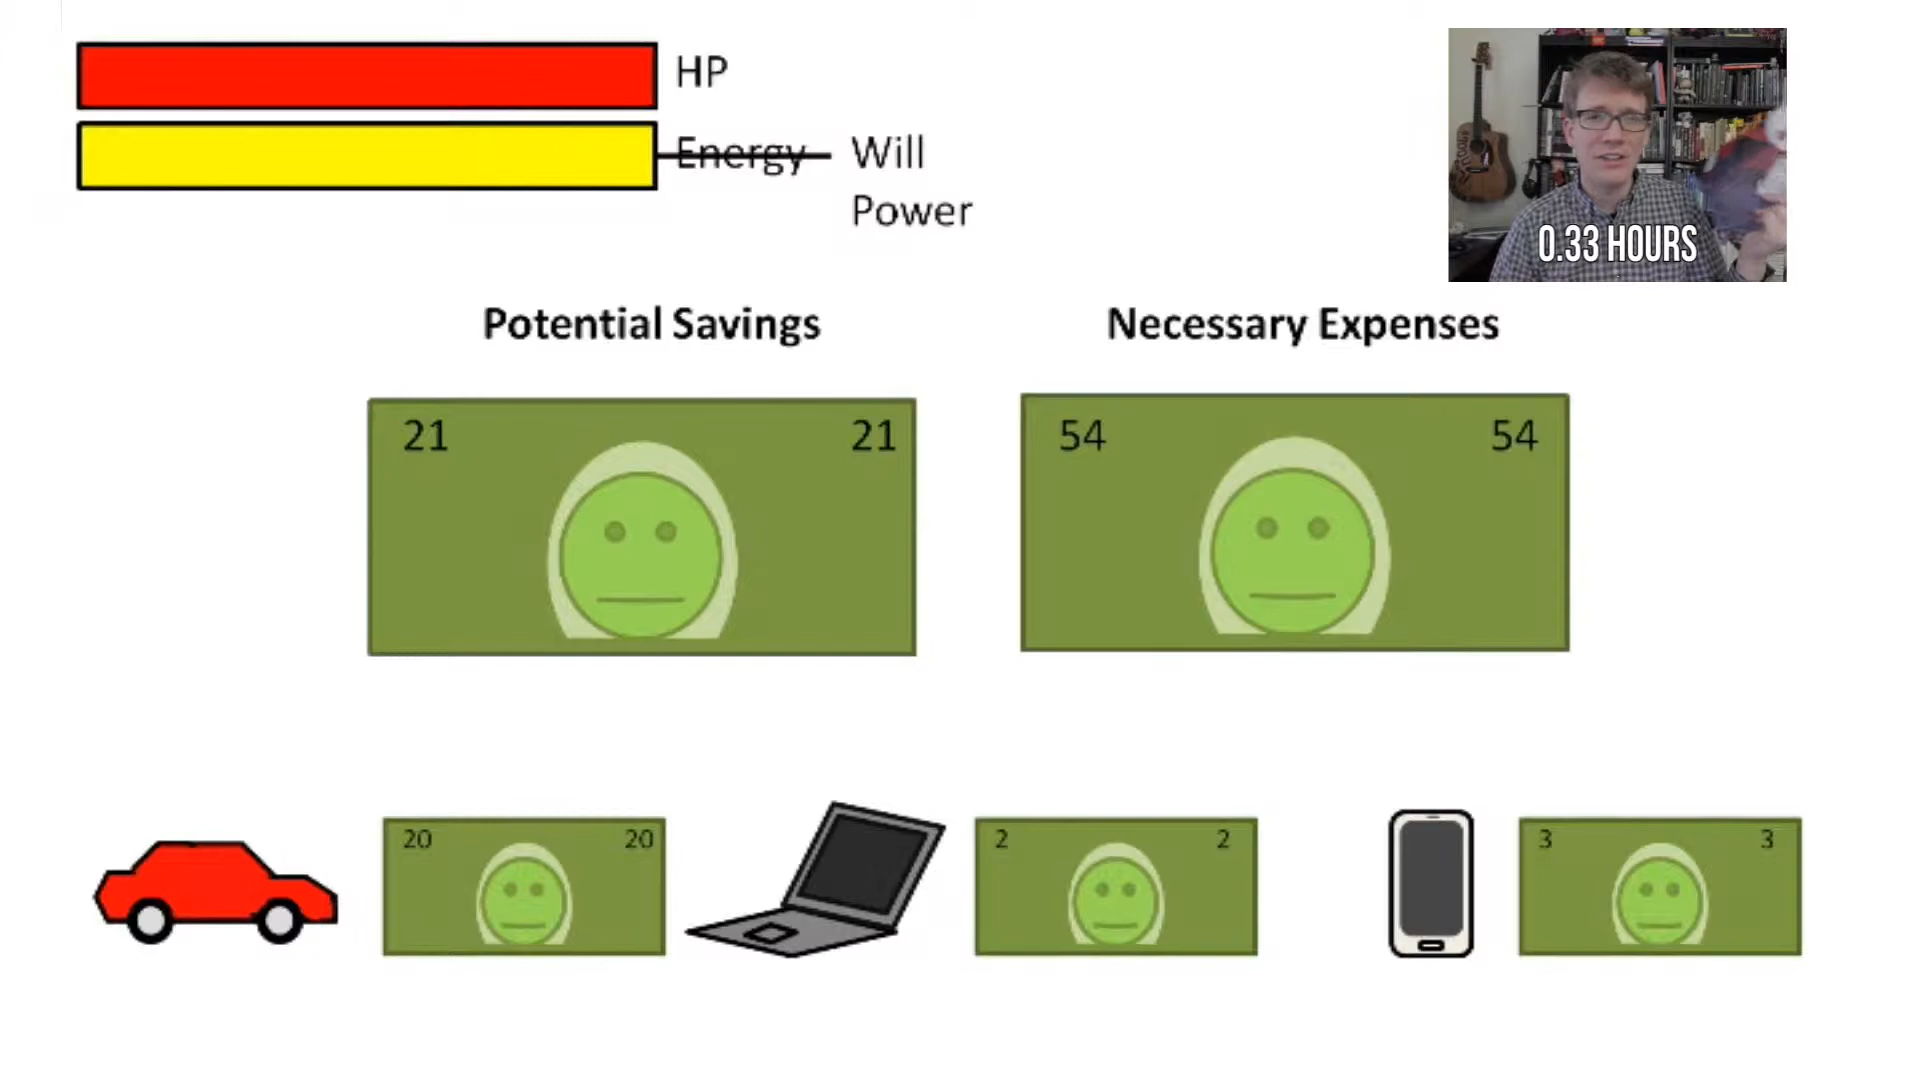 HP
Energy Will
Power
0.33 HOURS
Potential Savings Necessary Expenses
21 21 54 54
20 20 2 2 3 3